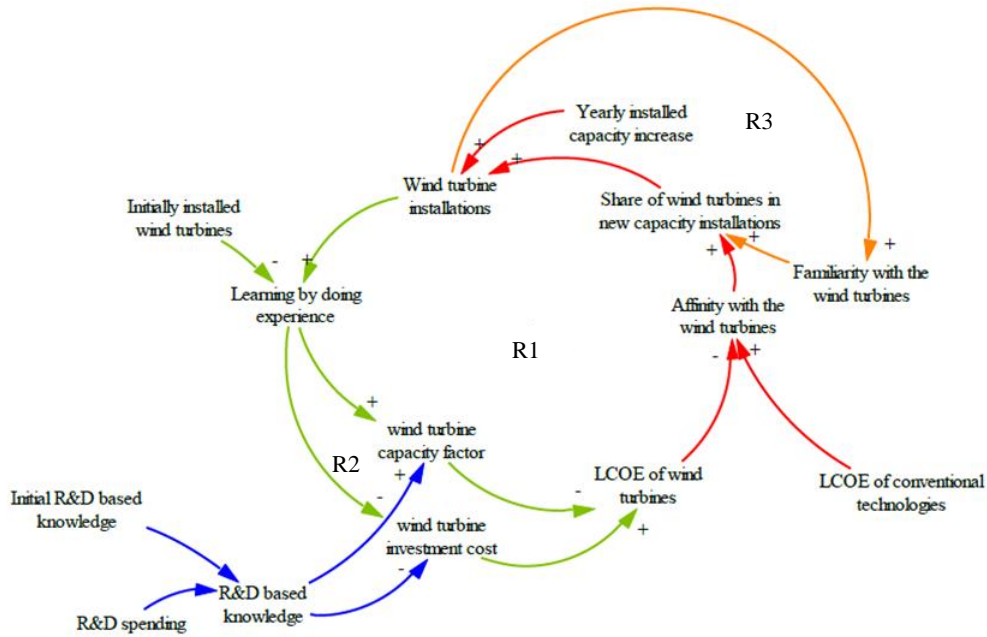 Yearly installed
capacity increase
R3
+
+
Wind turbine
installations
Share of wind turbines in
new capacity installations
Initially installed
wind turbines
+
+
+
-
+
Familiarity with the
wind turbines
Learning by doing
experience
Affinity with the
wind turbines
R1
-
+
+
wind turbine
capacity factor
R2
+
-
LCOE of wind
turbines
-
LCOE of conventional
technologies
Initial R&D based
knowledge
wind turbine
investment cost
+
-
R&D based
knowledge
R&D spending